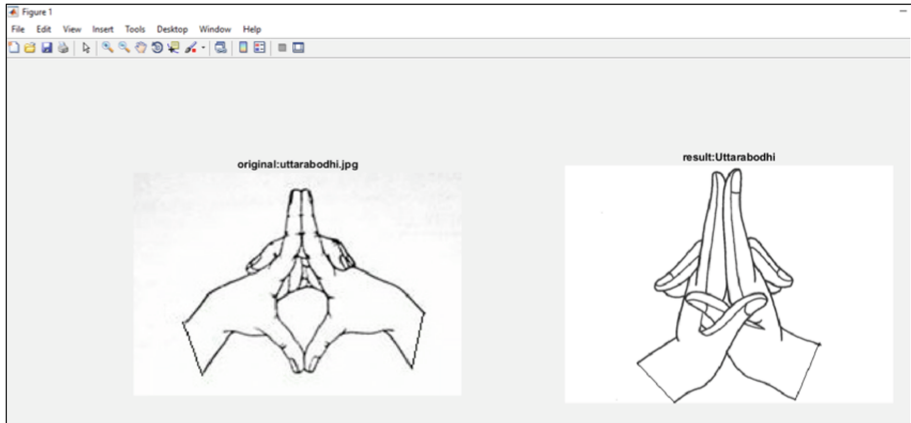 Figure 1
File Edit View Insert Tools Desktop Window Help
original:uttarabodhi.jpg
result:Uttarabodhi